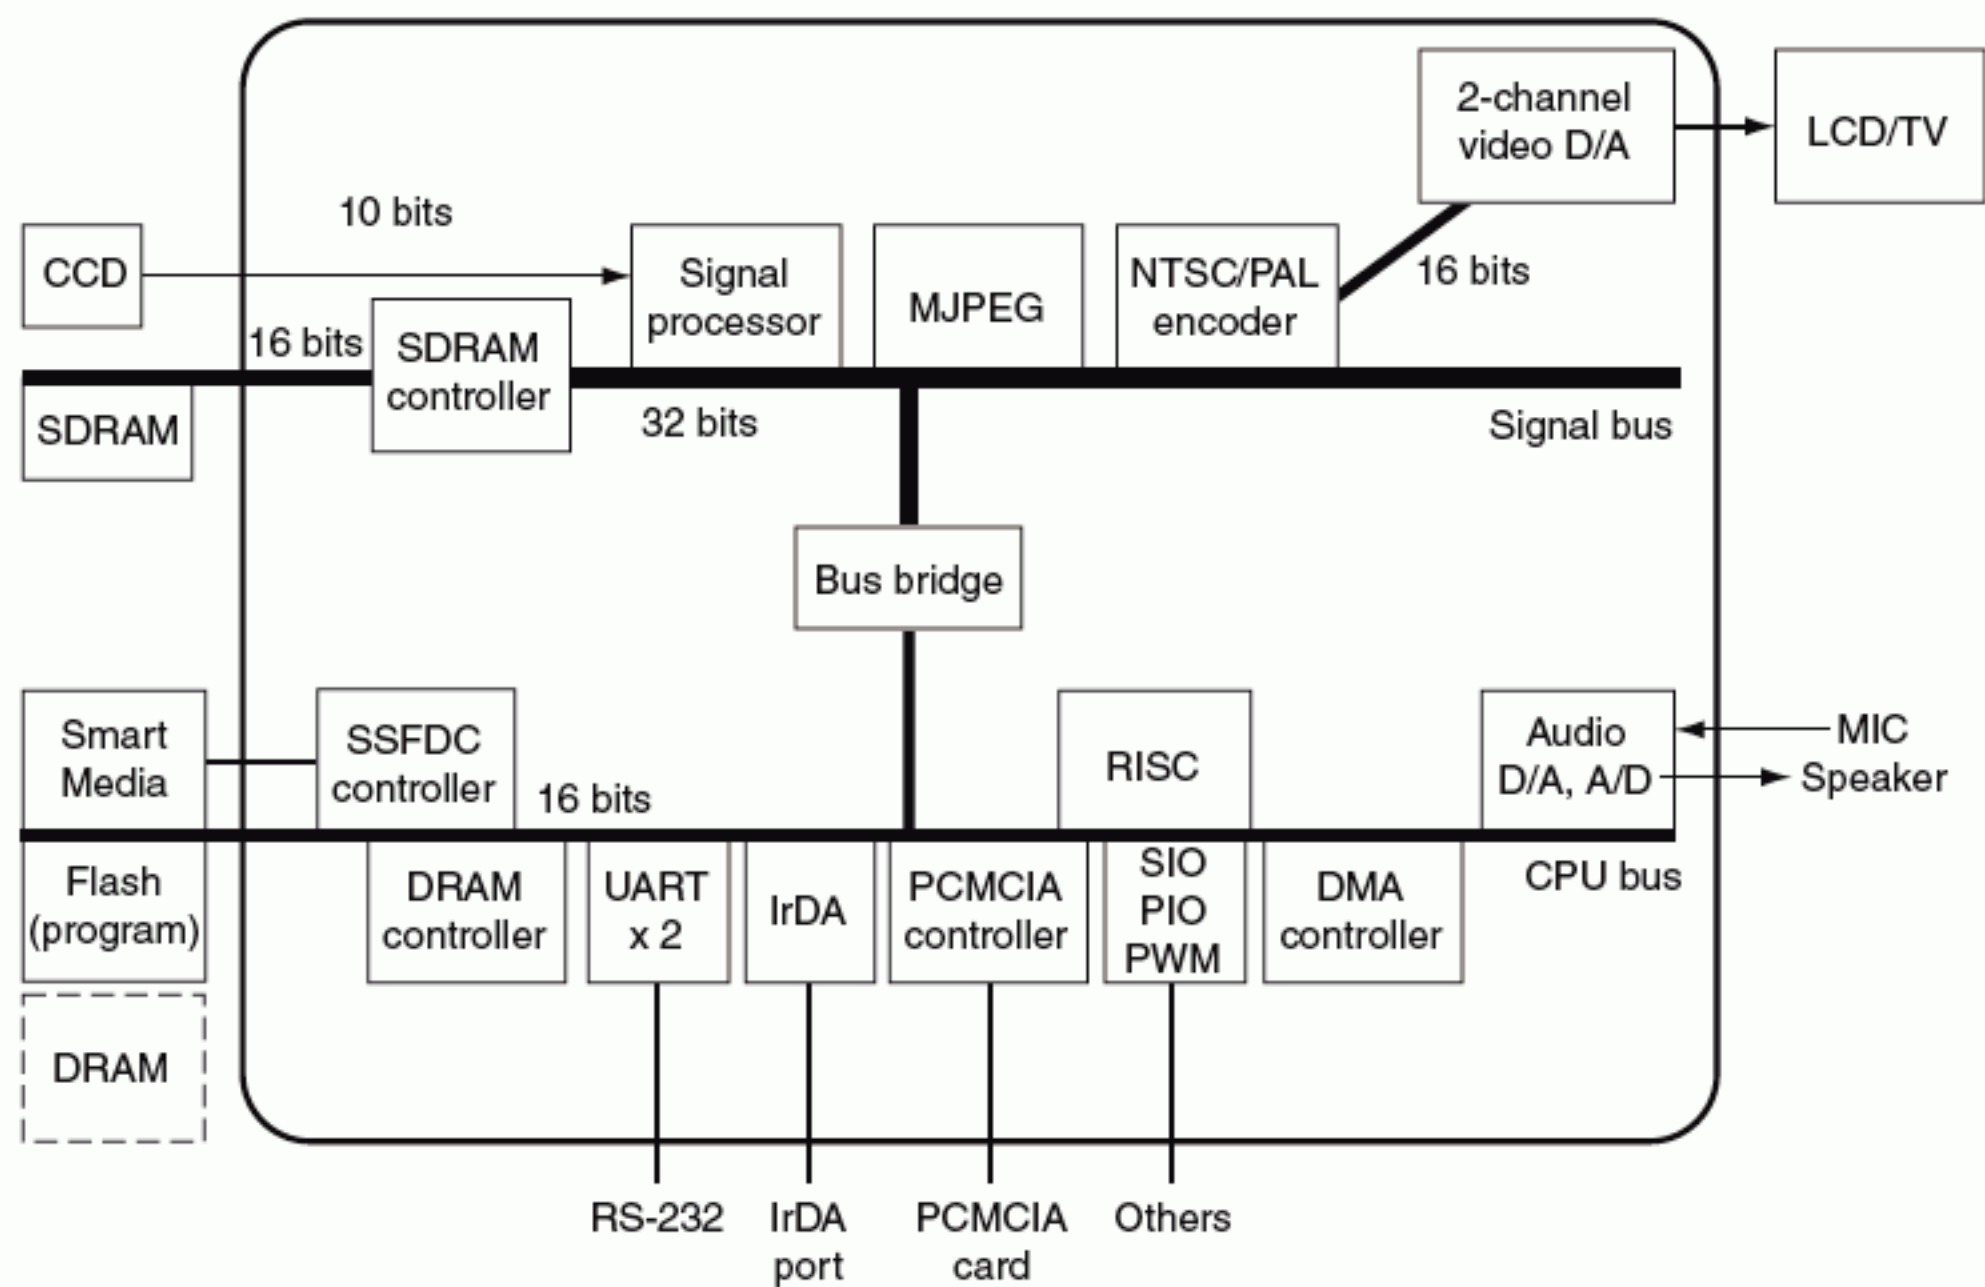 2-channel
video D/A
LCD/TV
10 bits
CCD
Signal
processor
MJPEG
NTSC/PAL
encoder
16 bits
16 bits
SDRAM
controller
SDRAM
32 bits
Signal bus
Bus bridge
Smart
Media
SSFDC
controller
16 bits
RISC
Audio
D/A, A/D
MIC
Speaker
CPU bus
Flash
(program)
DRAM
controller
UART
x 2
IrDA
PCMCIA
controller
SIO
PIO
PWM
DMA
controller
DRAM
RS-232
IrDA
port
PCMCIA
card
Others